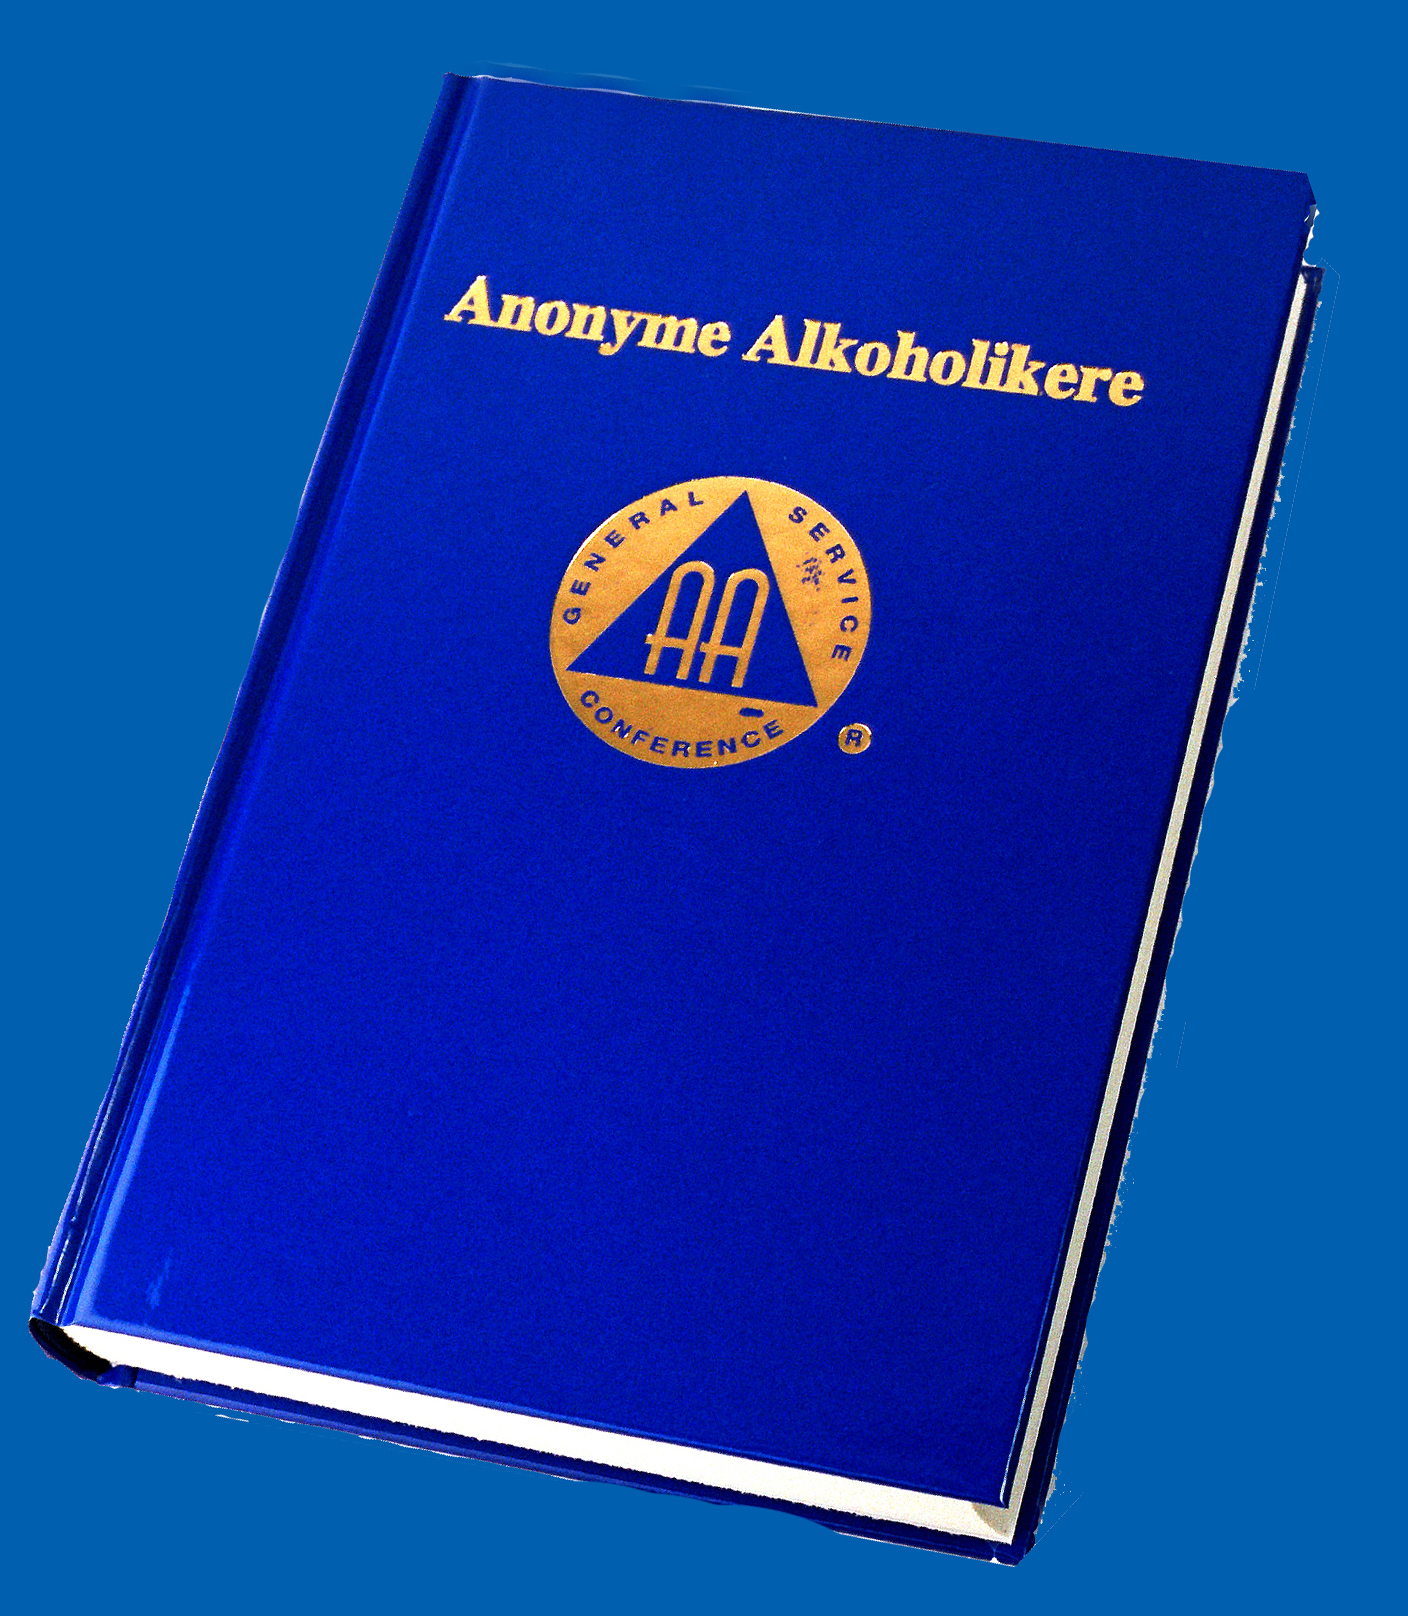 Anonyme Alkoholikere
GENERAL SERVICE
CONFERENCE
AA
®